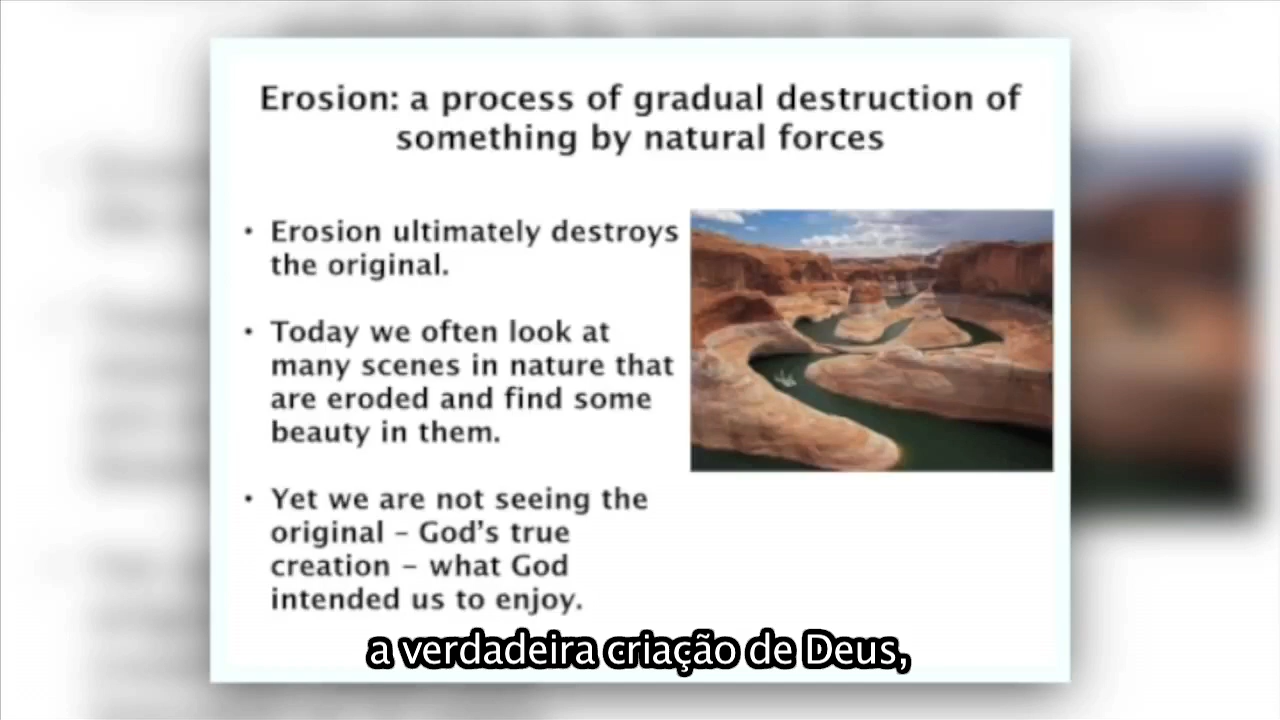 Erosion: a process of gradual destruction of
something by natural forces
• Erosion ultimately destroys
the original.
• Today we often look at
many scenes in nature that
are eroded and find some
beauty in them.
• Yet we are not seeing the
original – God's true
creation – what God
intended us to enjoy.
a verdadeira criação de Deus,